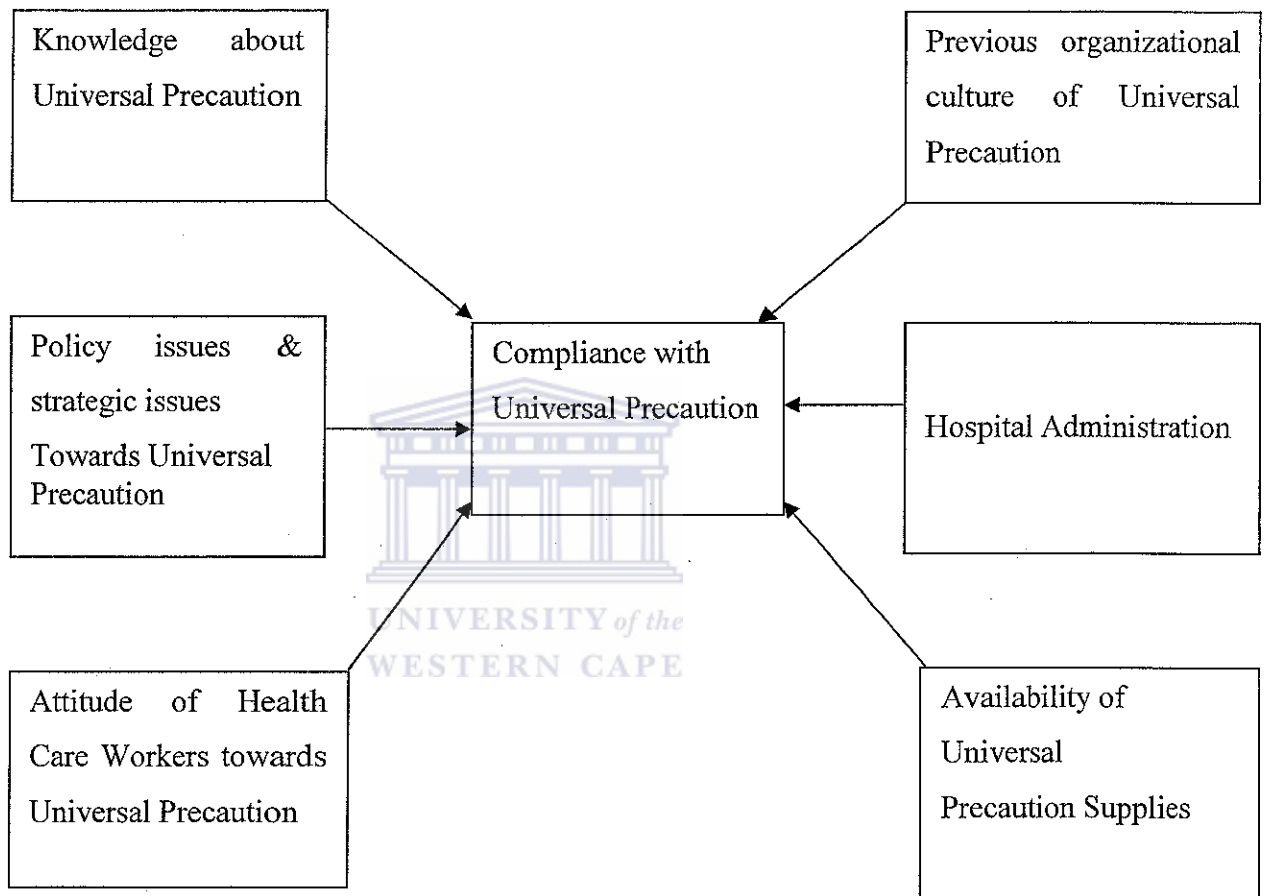 Knowledge about
Universal Precaution
Previous organizational
culture of Universal
Precaution
Policy issues &
strategic issues
Towards Universal
Precaution
Compliance with
Universal Precaution
Hospital Administration
UNIVERSITY of the
WESTERN CAPE
Attitude of Health
Care Workers towards
Universal Precaution
Availability of
Universal
Precaution Supplies